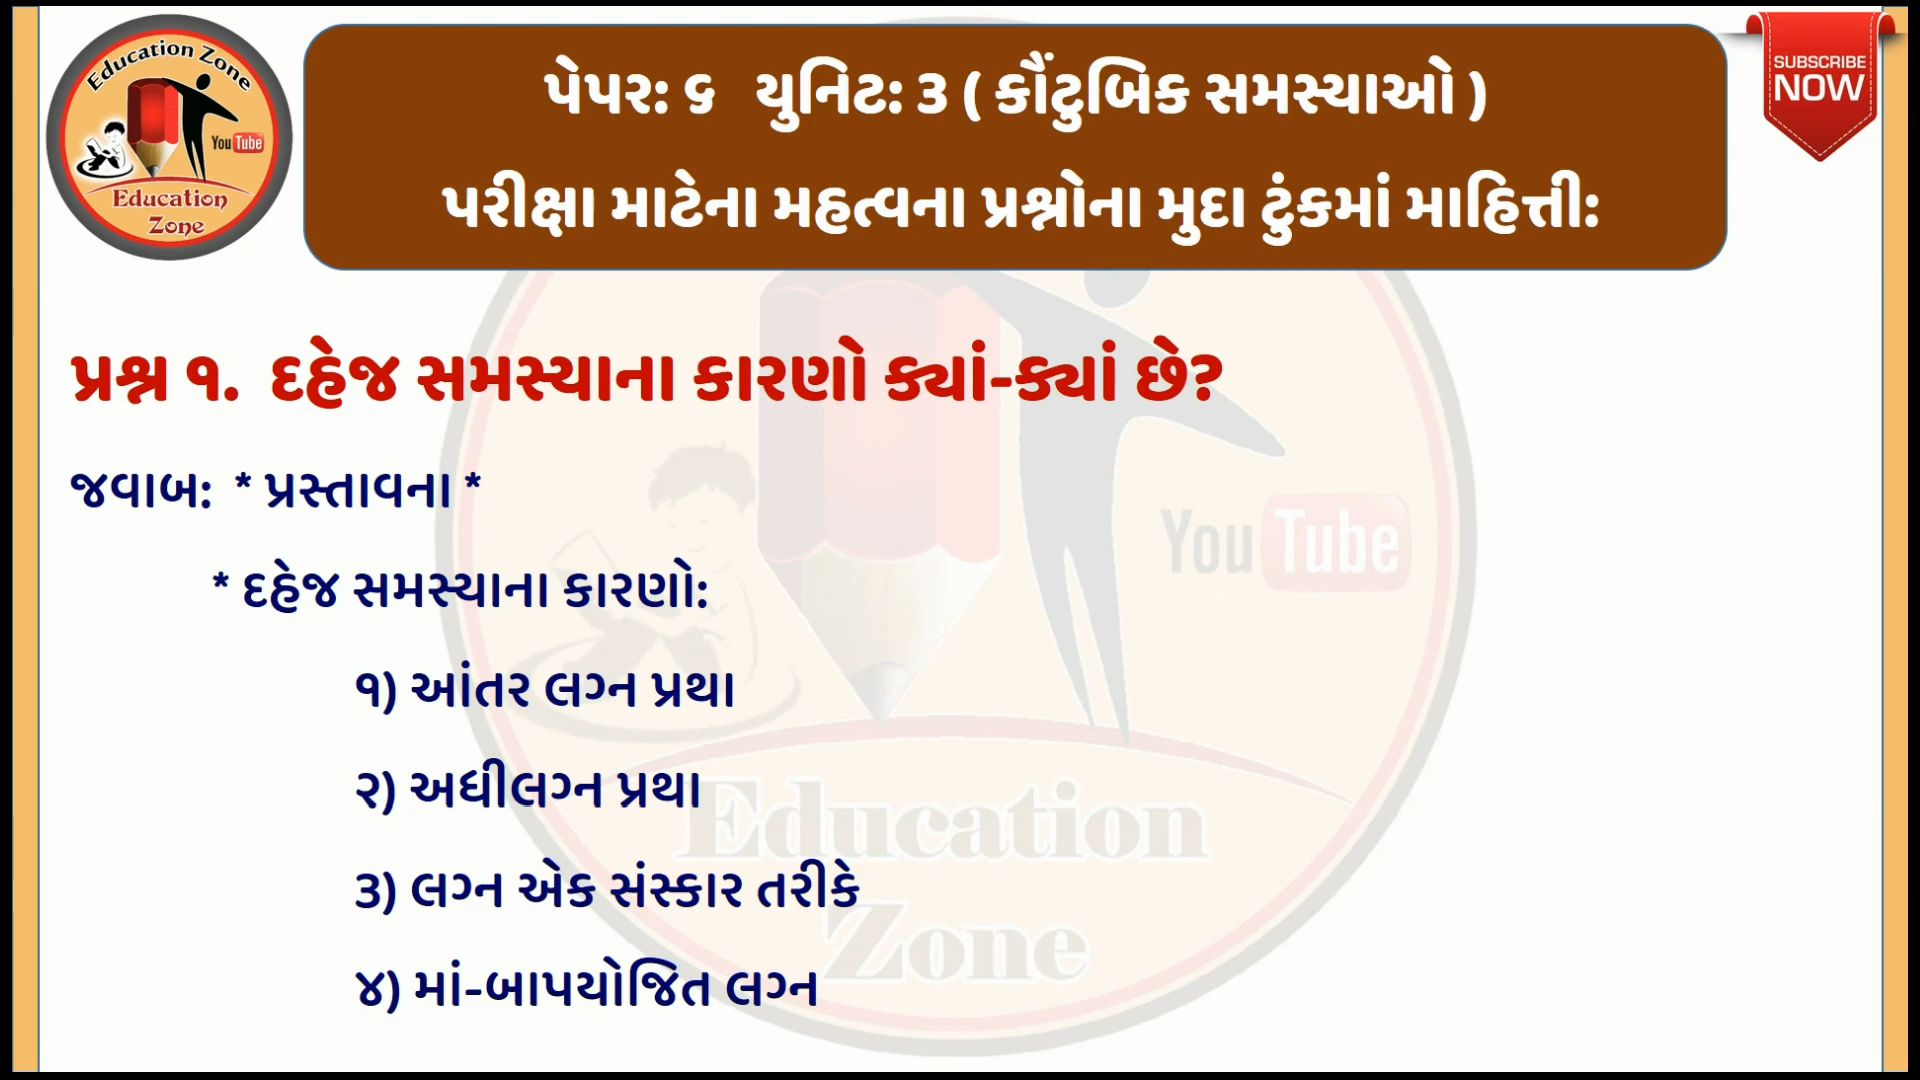 Education Zone
You Tube
Education
Zone
પેપર: ૬ યુનિટ: ૩ ( કૌંટુબિક સમસ્યાઓ )
પરીક્ષા માટેના મહત્વના પ્રશ્નોના મુદા ટુંકમાં માહિત્તી:
SUBSCRIBE
NOW
પ્રશ્ન ૧. દહેજ સમસ્યાના કારણો ક્યાં-ક્યાં છે?
જવાબ: * પ્રસ્તાવના *
* દહેજ સમસ્યાના કારણો:
૧) આંતર લગ્ન પ્રથા
૨) અધીલગ્ન પ્રથા
૩) લગ્ન એક સંસ્કાર તરીકે
૪) માં-બાપયોજિત લગ્ન
You Tube
Education
Zone